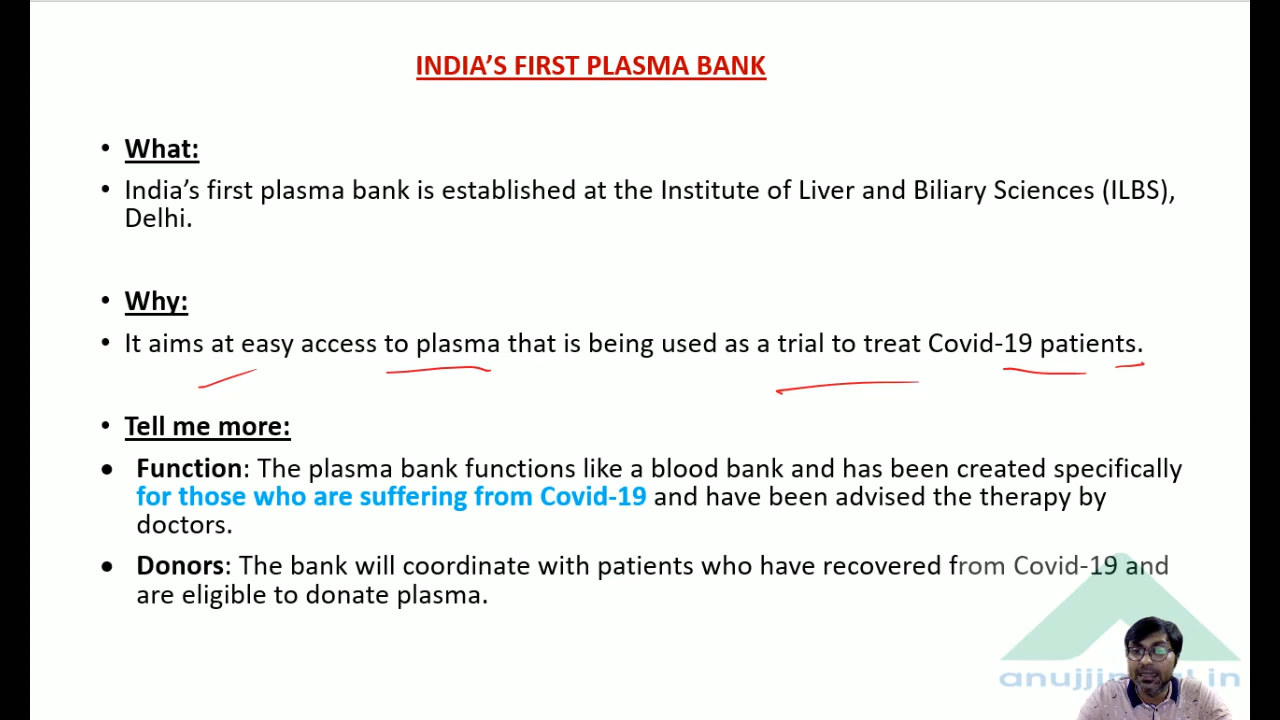 INDIA’S FIRST PLASMA BANK
• What:
• India’s first plasma bank is established at the Institute of Liver and Biliary Sciences (ILBS),
Delhi.
• Why:
• It aims at easy access to plasma that is being used as a trial to treat Covid-19 patients.
• Tell me more:
• Function: The plasma bank functions like a blood bank and has been created specifically
for those who are suffering from Covid-19 and have been advised the therapy by
doctors.
• Donors: The bank will coordinate with patients who have recovered from Covid-19 and
are eligible to donate plasma.